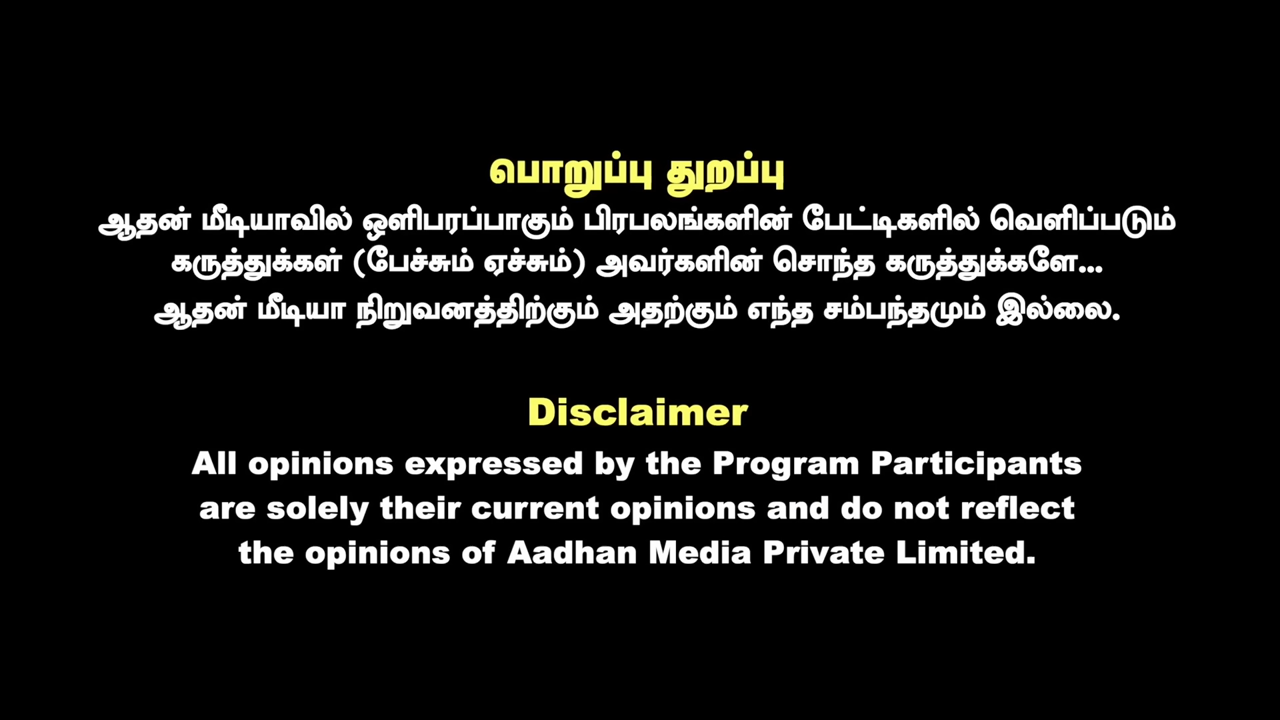 பொறுப்பு துறப்பு
ஆதன் மீடியாவில் ஒளிபரப்பாகும் பிரபலங்களின் பேட்டிகளில் வெளிப்படும்
கருத்துக்கள் (பேச்சும் ஏச்சும்) அவர்களின் சொந்த கருத்துக்களே...
ஆதன் மீடியா நிறுவனத்திற்கும் அதற்கும் எந்த சம்பந்தமும் இல்லை.
Disclaimer
All opinions expressed by the Program Participants
are solely their current opinions and do not reflect
the opinions of Aadhan Media Private Limited.